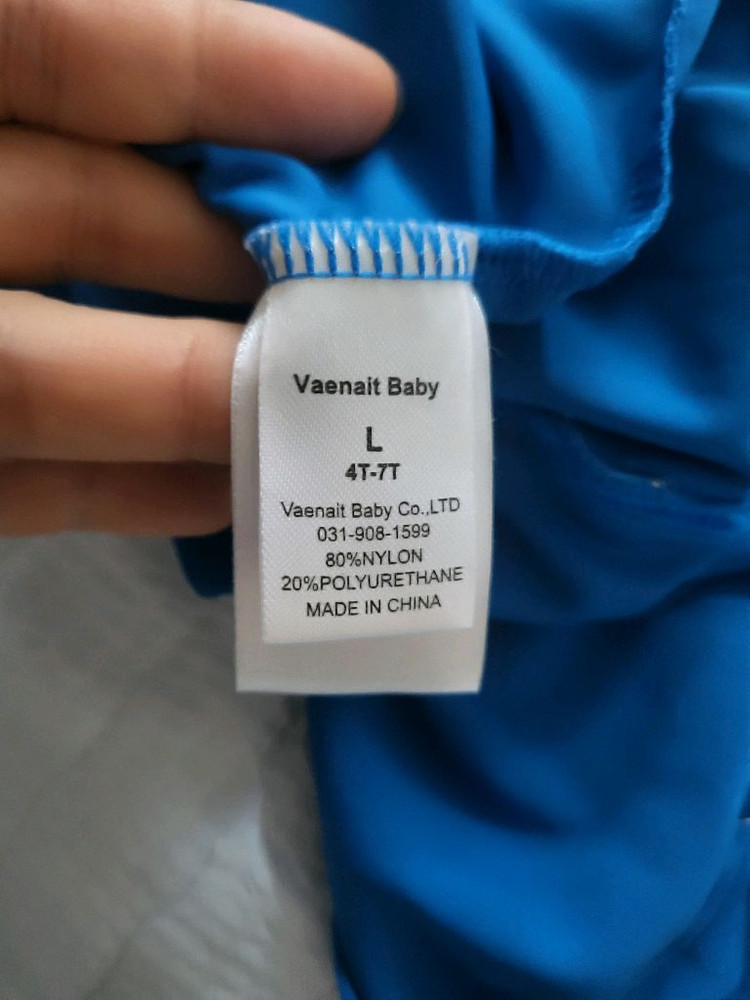 Vaenait Baby
L
4T-7T
Vaenait Baby Co.,LTD
031-908-1599
80%NYLON
20%POLYURETHANE
MADE IN CHINA